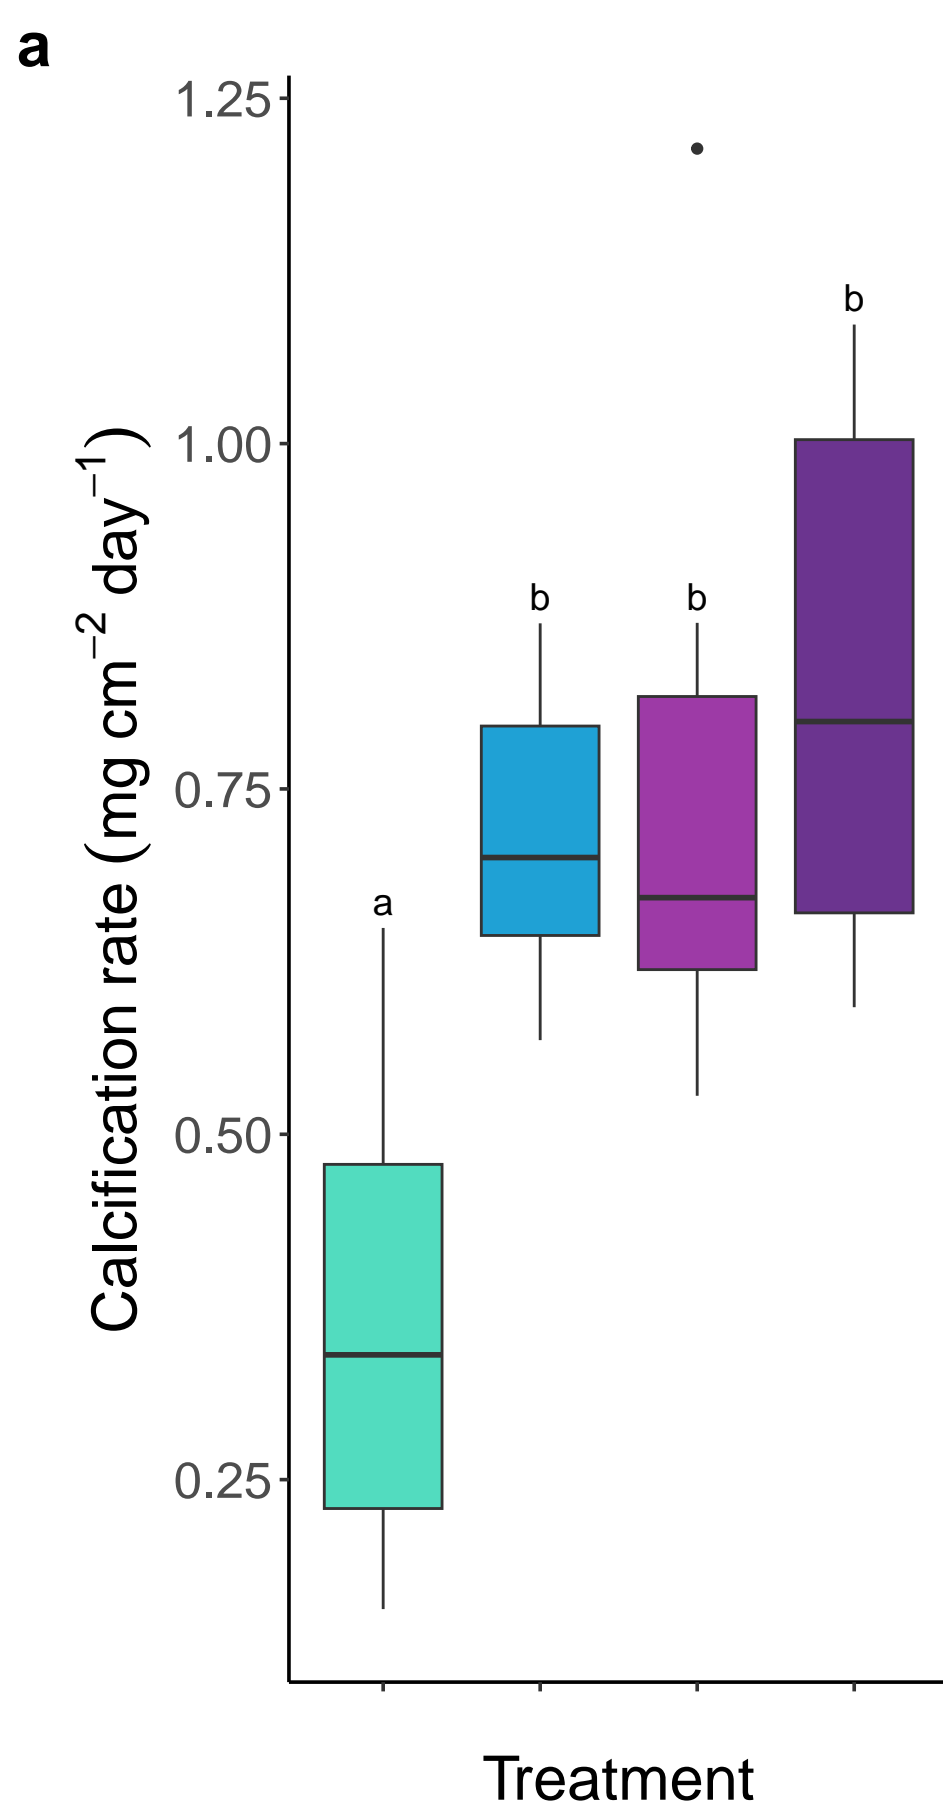 a
1.25
1.00
0.75
0.50
0.25
Calcification rate (mg cm⁻² day⁻¹)
a
b
b
b
Treatment